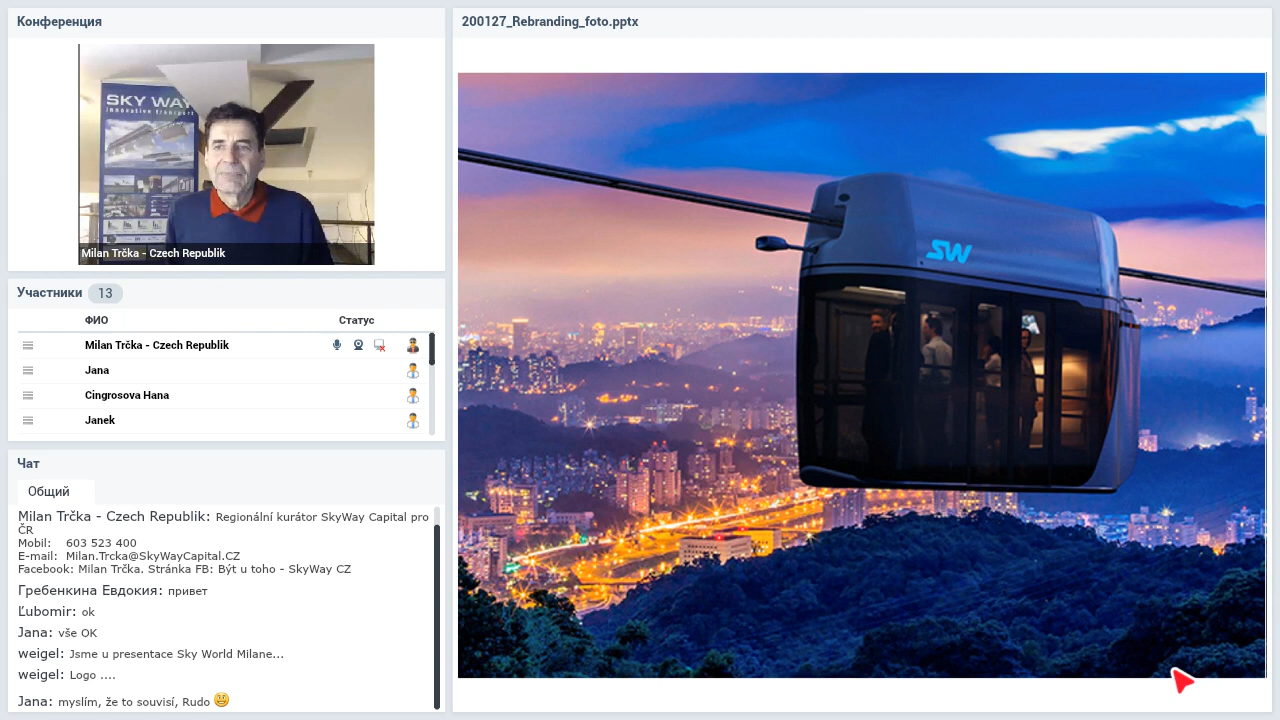 Конференция
SKY WAY
innovative transport
Milan Trčka - Czech Republik
Участники 13
ФИО Статус
Milan Trčka - Czech Republik
Jana
Cingrosova Hana
Janek
Чат
Общий
Milan Trčka - Czech Republik: Regionální kurátor SkyWay Capital pro
ČR
Mobil: 603 523 400
E-mail: Milan.Trcka@SkyWayCapital.CZ
Facebook: Milan Trčka. Stránka FB: Být u toho - SkyWay CZ
Гребенкина Евдокия: привет
Ľubomir: ok
Jana: vše OK
weigel: Jsme u presentace Sky World Milane...
weigel: Logo ....
Jana: myslím, že to souvisí, Rudo
200127_Rebranding_foto.pptx
SW